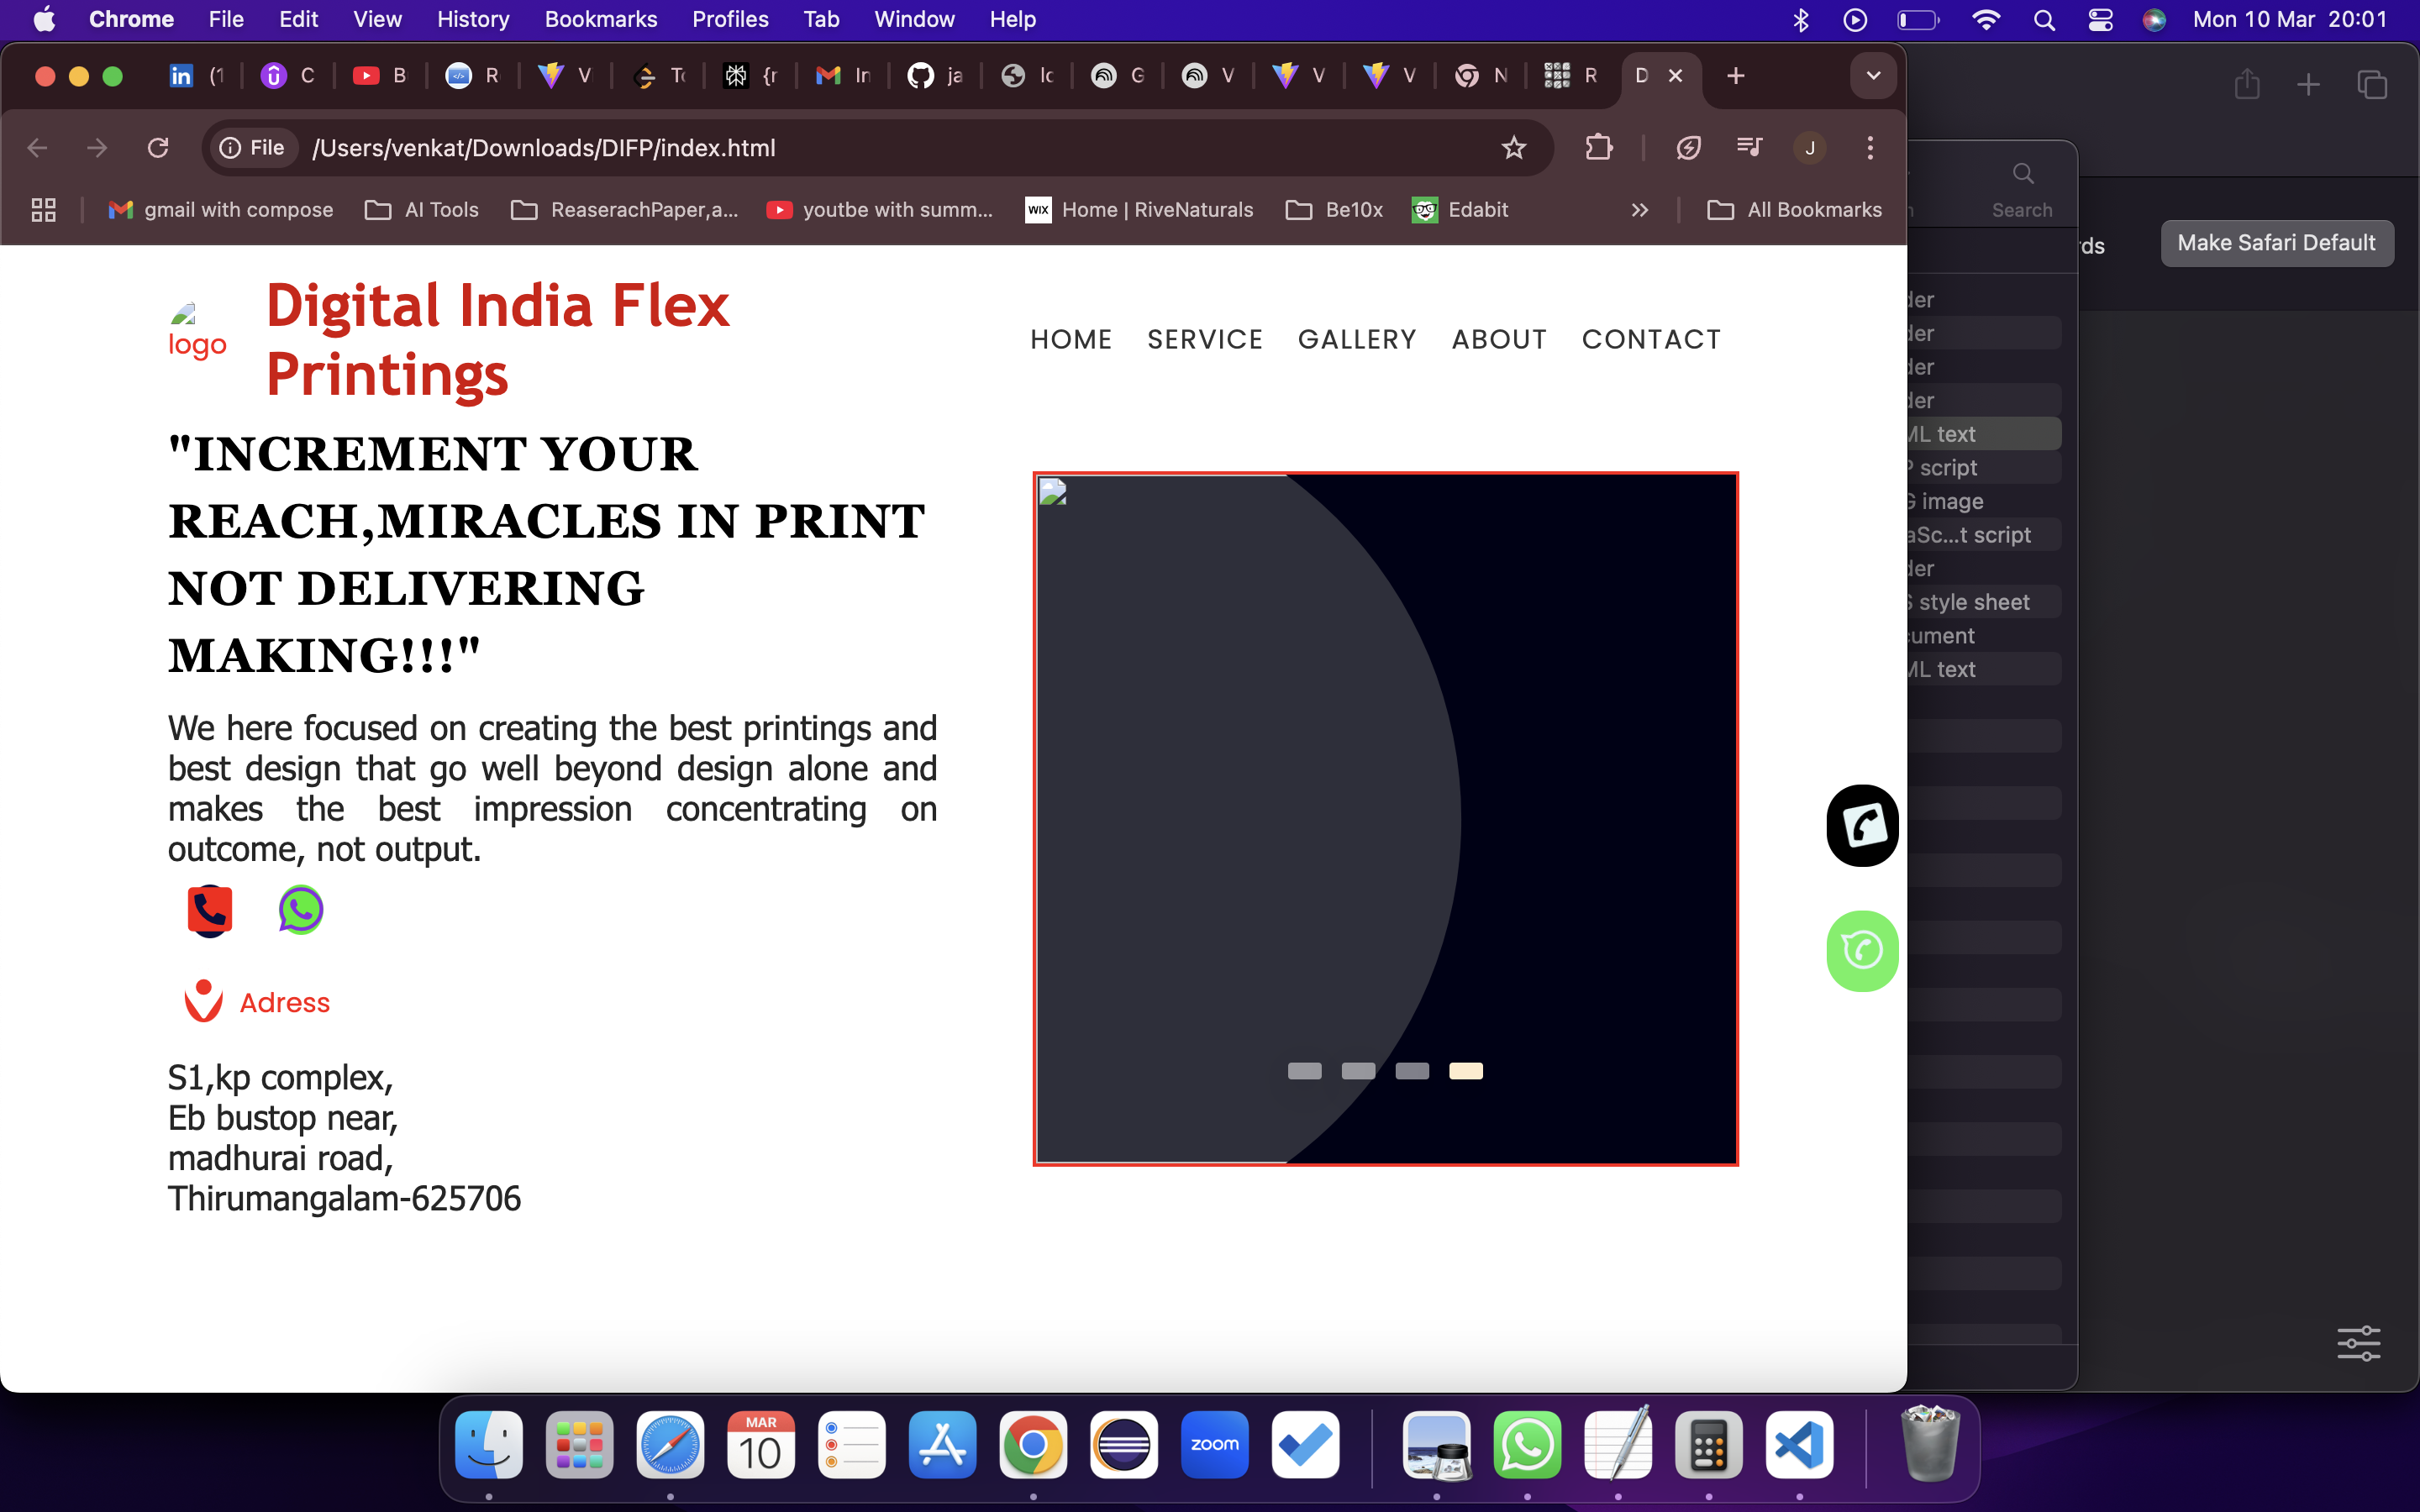 Chrome File Edit View History Bookmarks Profiles Tab Window Help Mon 10 Mar 20:01
(1 C B R V T {r In ja Ic G V V V N R D
File /Users/venkat/Downloads/DIFP/index.html J
gmail with compose AI Tools ReaserachPaper,a... youtbe with summ... WIX Home | RiveNaturals Be10x Edabit » All Bookmarks
Search
rds Make Safari Default
logo
Digital India Flex
Printings
HOME SERVICE GALLERY ABOUT CONTACT
"INCREMENT YOUR
REACH,MIRACLES IN PRINT
NOT DELIVERING
MAKING!!!"
We here focused on creating the best printings and
best design that go well beyond design alone and
makes the best impression concentrating on
outcome, not output.
Adress
S1,kp complex,
Eb bustop near,
madhurai road,
Thirumangalam-625706
der
der
der
der
ML text
P script
G image
aSc...t script
der
S style sheet
cument
ML text
MAR
10
zoom